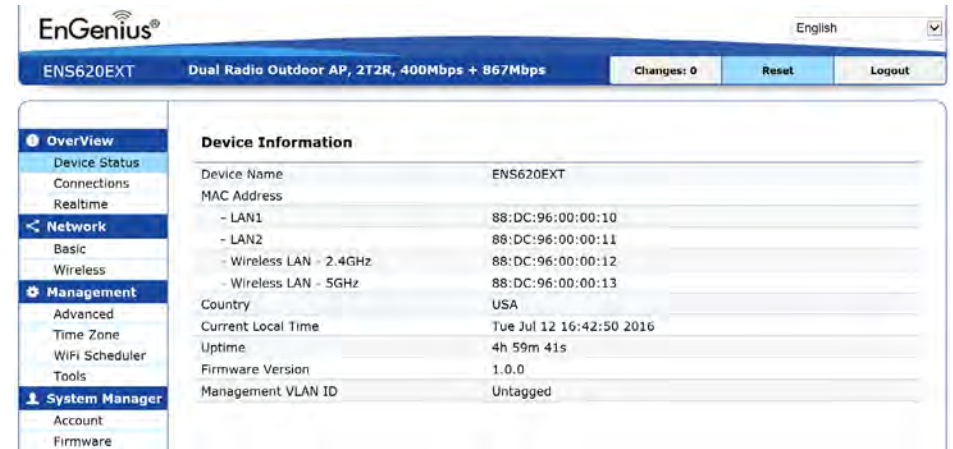 EnGenius®
English
ENS620EXT Dual Radio Outdoor AP, 2T2R, 400Mbps + 867Mbps Changes: 0 Reset Logout
OverView
Device Status
Connections
Realtime
Network
Basic
Wireless
Management
Advanced
Time Zone
WiFi Scheduler
Tools
System Manager
Account
Firmware
Device Information
Device Name ENS620EXT
MAC Address
- LAN1 88:DC:96:00:00:10
- LAN2 88:DC:96:00:00:11
- Wireless LAN - 2.4GHz 88:DC:96:00:00:12
- Wireless LAN - 5GHz 88:DC:96:00:00:13
Country USA
Current Local Time Tue Jul 12 16:42:50 2016
Uptime 4h 59m 41s
Firmware Version 1.0.0
Management VLAN ID Untagged